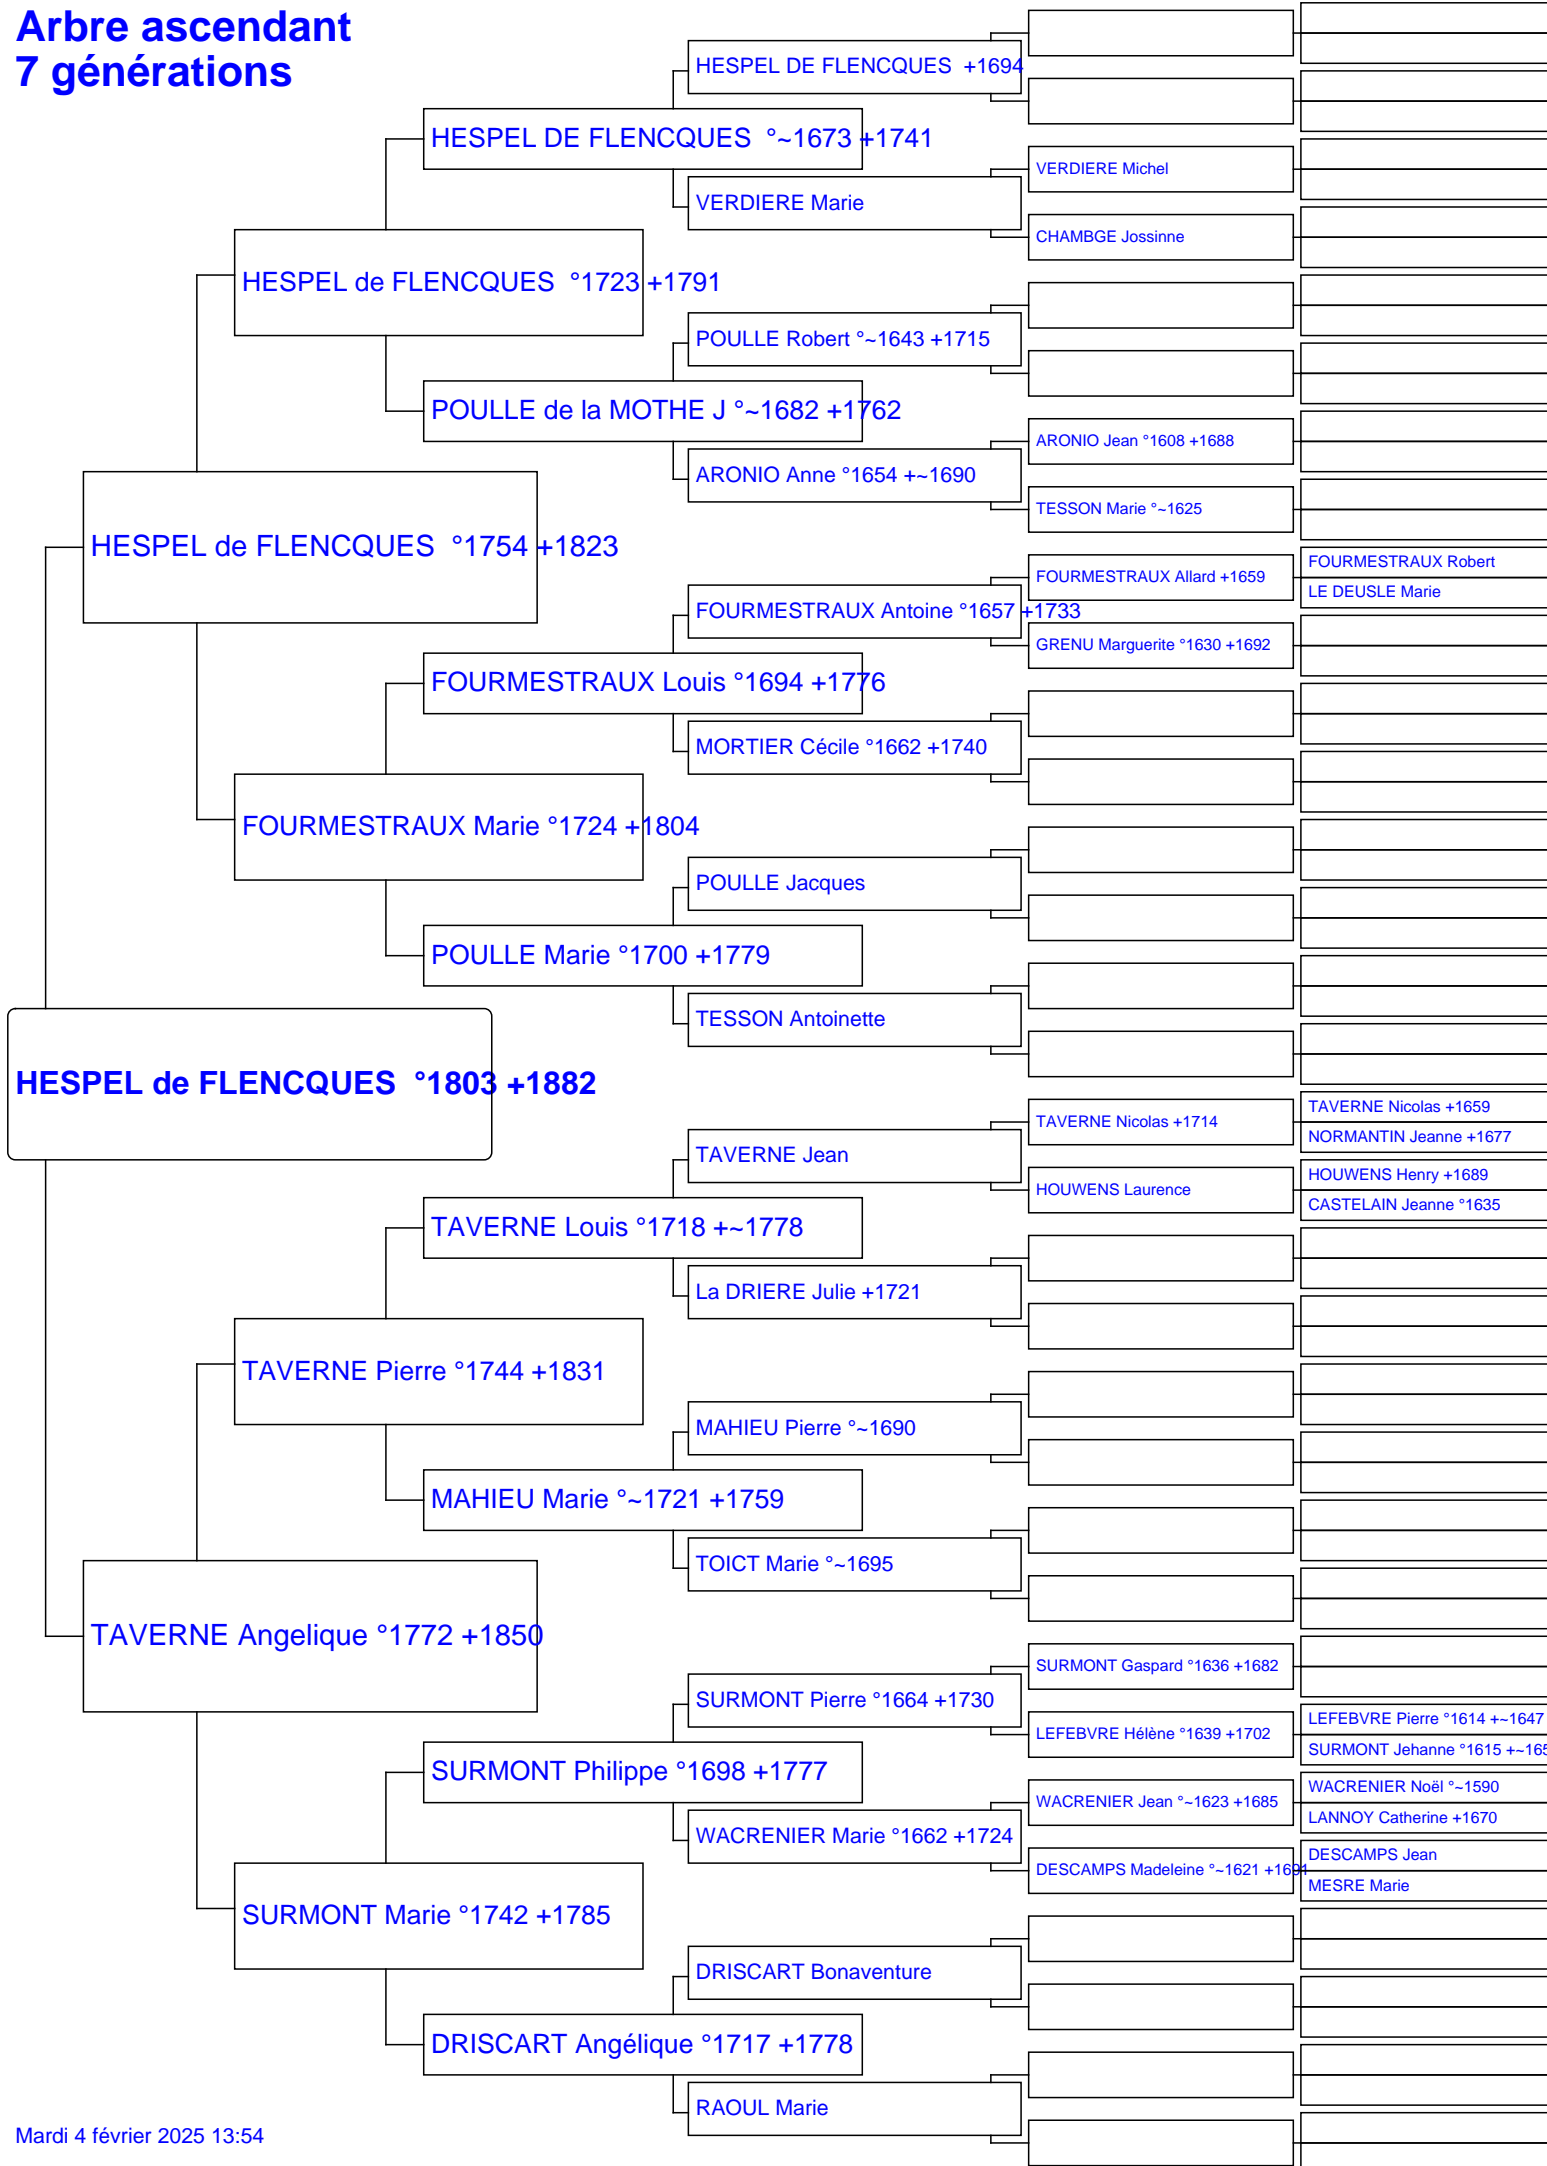 Arbre ascendant
7 générations
HESPEL DE FLENCQUES  +1694
HESPEL DE FLENCQUES  °~1673 +1741
VERDIERE Michel
VERDIERE Marie
CHAMBGE Jossinne
HESPEL de FLENCQUES  °1723 +1791
POULLE Robert °~1643 +1715
POULLE de la MOTHE J °~1682 +1762
ARONIO Jean °1608 +1688
ARONIO Anne °1654 +~1690
TESSON Marie °~1625
HESPEL de FLENCQUES  °1754 +1823
FOURMESTRAUX Robert
FOURMESTRAUX Allard +1659
LE DEUSLE Marie
FOURMESTRAUX Antoine °1657 +1733
GRENU Marguerite °1630 +1692
FOURMESTRAUX Louis °1694 +1776
MORTIER Cécile °1662 +1740
FOURMESTRAUX Marie °1724 +1804
POULLE Jacques
POULLE Marie °1700 +1779
TESSON Antoinette
HESPEL de FLENCQUES  °1803 +1882
TAVERNE Nicolas +1659
TAVERNE Nicolas +1714
NORMANTIN Jeanne +1677
TAVERNE Jean
HOUWENS Henry +1689
HOUWENS Laurence
CASTELAIN Jeanne °1635
TAVERNE Louis °1718 +~1778
La DRIERE Julie +1721
TAVERNE Pierre °1744 +1831
MAHIEU Pierre °~1690
MAHIEU Marie °~1721 +1759
TOICT Marie °~1695
TAVERNE Angelique °1772 +1850
SURMONT Gaspard °1636 +1682
SURMONT Pierre °1664 +1730
LEFEBVRE Pierre °1614 +~1647
LEFEBVRE Hélène °1639 +1702
SURMONT Jehanne °1615
SURMONT Philippe °1698 +1777
WACRENIER Noël °~1590
WACRENIER Jean °~1623 +1685
LANNOY Catherine +1670
WACRENIER Marie °1662 +1724
DESCAMPS Jean
DESCAMPS Madeleine °~1621 +1691
MESRE Marie
SURMONT Marie °1742 +1785
DRISCART Bonaventure
DRISCART Angélique °1717 +1778
RAOUL Marie
Mardi 4 février 2025 13:54